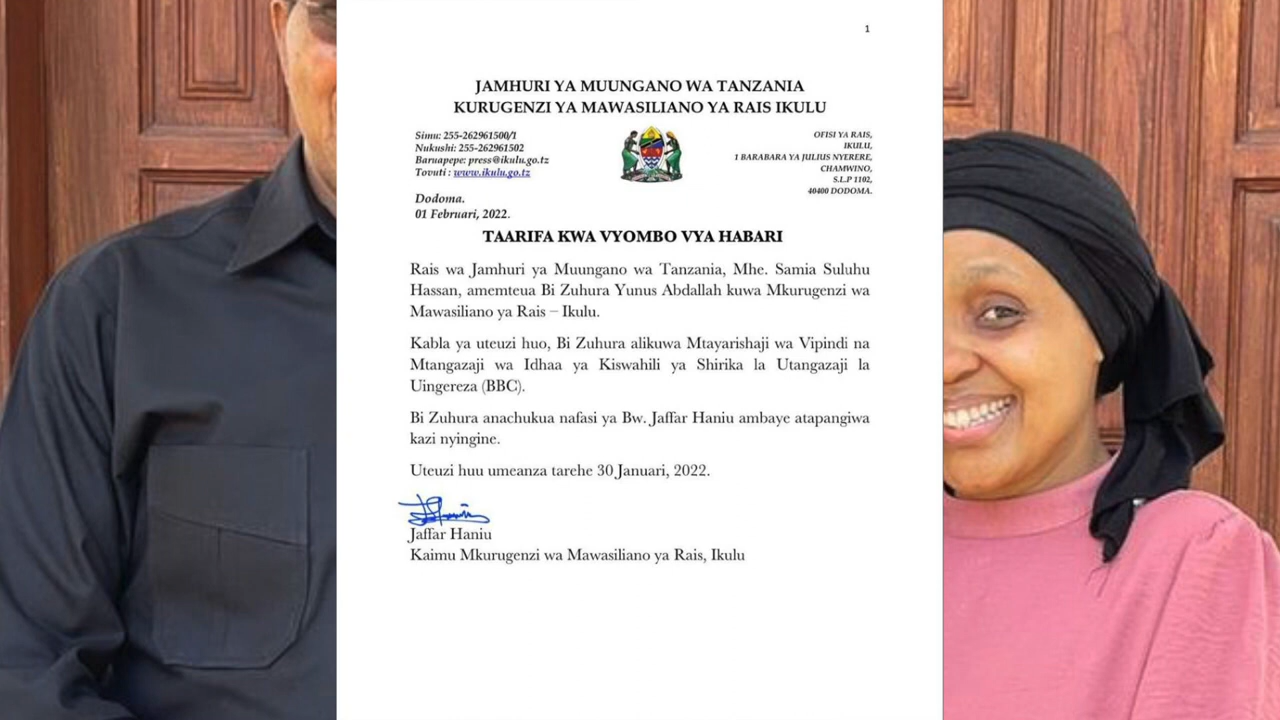 1
JAMHURI YA MUUNGANO WA TANZANIA
KURUGENZI YA MAWASILIANO YA RAIS IKULU
Simu: 255-262961500/1
Nukushi: 255-262961502
Baruapepe: press@ikulu.go.tz
Tovuti : www.ikulu.go.tz
OFISI YA RAIS,
IKULU,
1 BARABARA YA JULIUS NYERERE,
CHAMWINO,
S.L.P 1102,
40400 DODOMA.
Dodoma.
01 Februari, 2022.
TAARIFA KWA VYOMBO VYA HABARI
Rais wa Jamhuri ya Muungano wa Tanzania, Mhe. Samia Suluhu
Hassan, amemteua Bi Zuhura Yunus Abdallah kuwa Mkurugenzi wa
Mawasiliano ya Rais – Ikulu.
Kabla ya uteuzi huo, Bi Zuhura alikuwa Mtayarishaji wa Vipindi na
Mtangazaji wa Idhaa ya Kiswahili ya Shirika la Utangazaji la
Uingereza (BBC).
Bi Zuhura anachukua nafasi ya Bw. Jaffar Haniu ambaye atapangiwa
kazi nyingine.
Uteuzi huu umeanza tarehe 30 Januari, 2022.
Jaffar Haniu
Kaimu Mkurugenzi wa Mawasiliano ya Rais, Ikulu